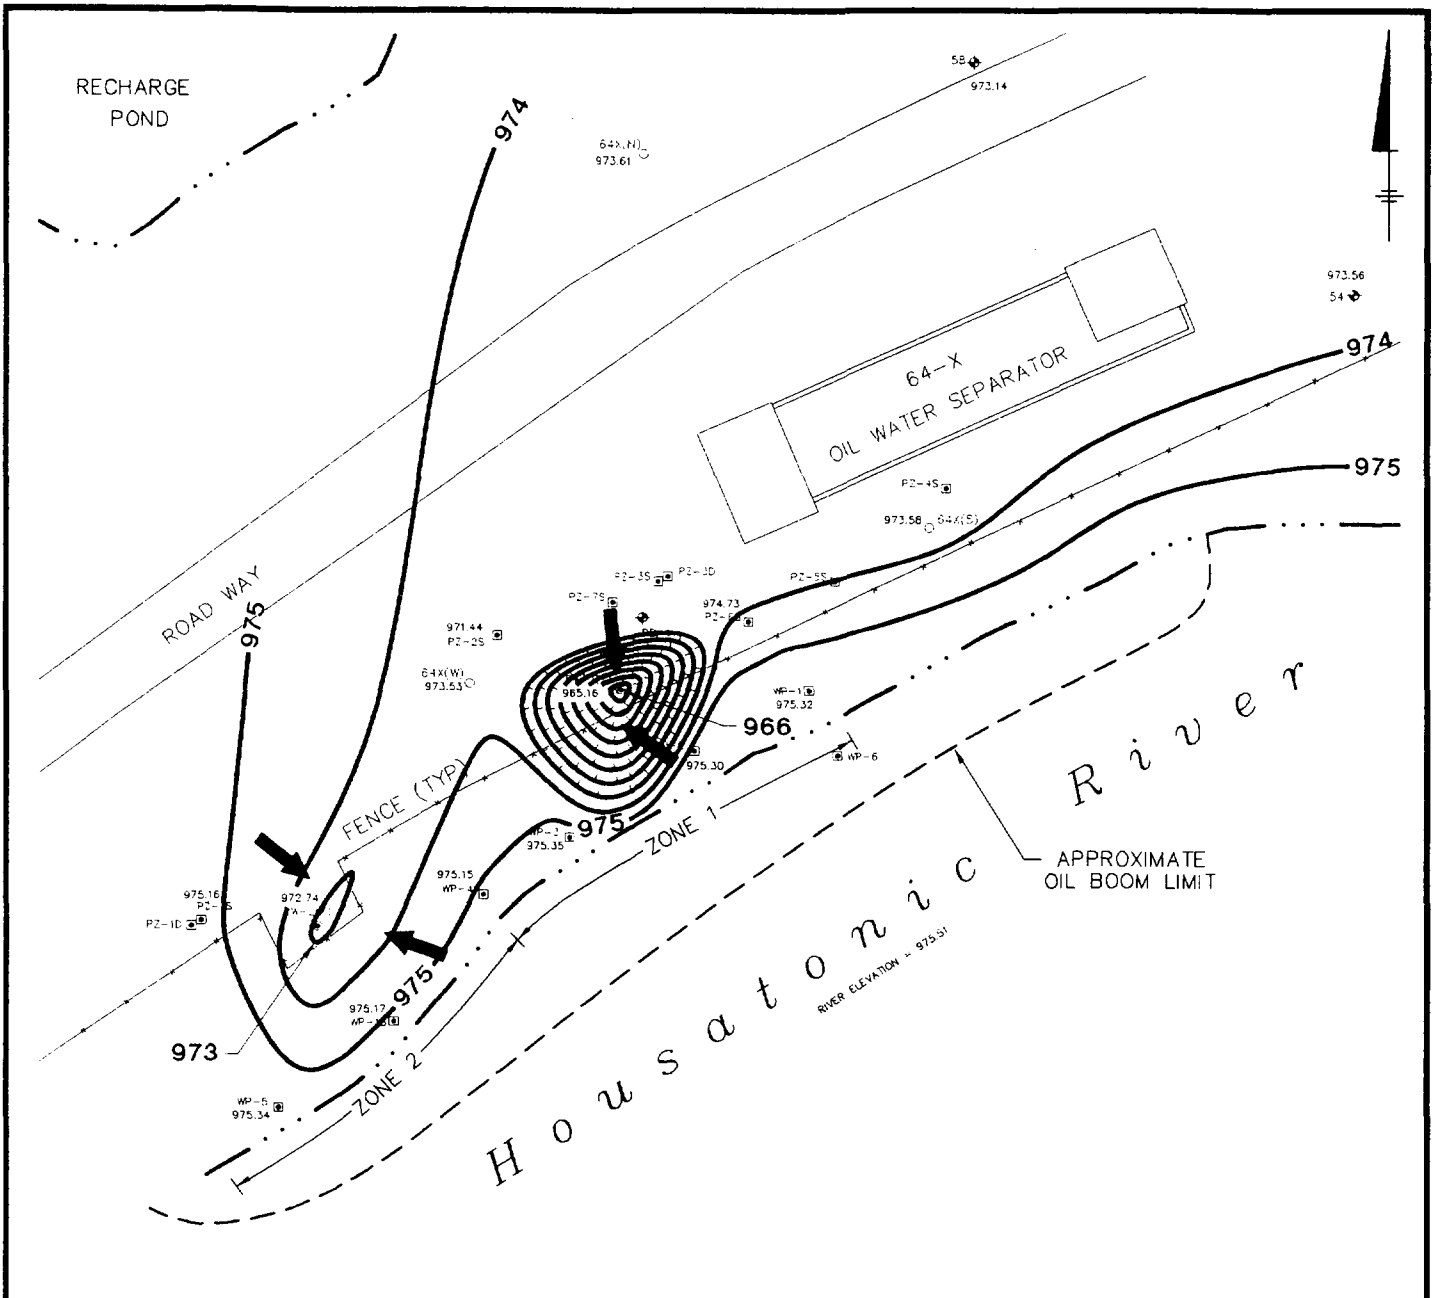 RECHARGE
POND
974
58
973.14
64X(N)
973.61
973.56
54
974
64-X
OIL WATER SEPARATOR
975
PZ-4S
973.58 64X(S)
ROAD WAY
975
PZ-3S
PZ-3D
PZ-5S
PZ-7S
974.73
971.44
PZ-2S
64X(W)
973.53
965.16
966
WP-1
975.32
975.30
WP-6
FENCE (TYP)
975
ZONE 1
975.35
975.15
WP-4
APPROXIMATE
OIL BOOM LIMIT
Housatonic River
RIVER ELEVATION = 975.51
975.16
PZ-1D
972.74
975
975.17
973
ZONE 2
WP-5
975.34